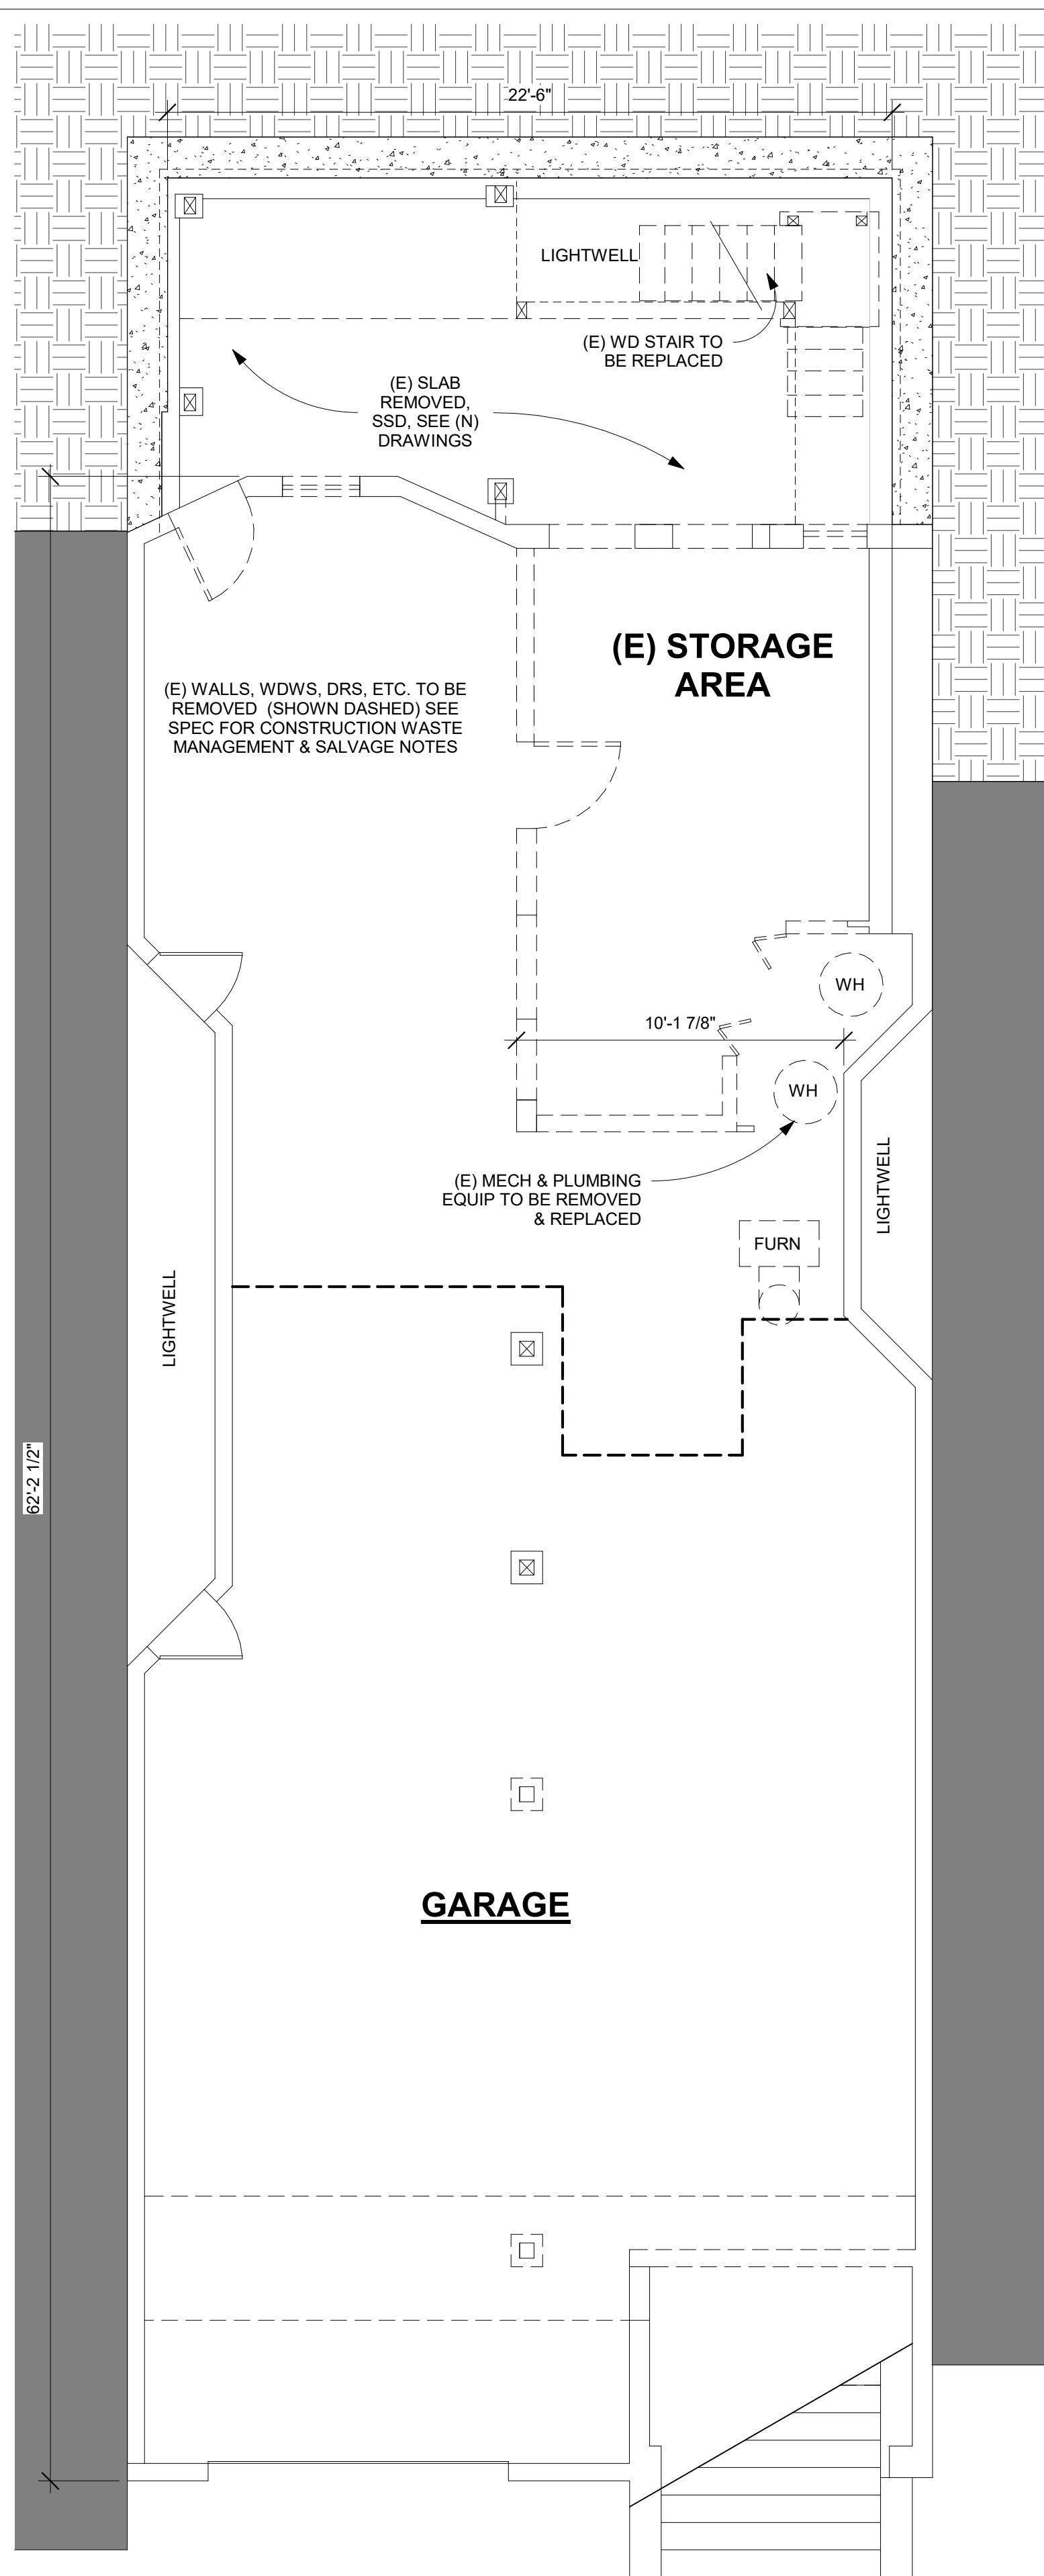 22'-6"
LIGHTWELL
(E) WD STAIR TO
BE REPLACED
(E) SLAB
REMOVED,
SSD, SEE (N)
DRAWINGS
(E) STORAGE
AREA
(E) WALLS, WDWS, DRS, ETC. TO BE
REMOVED (SHOWN DASHED) SEE
SPEC FOR CONSTRUCTION WASTE
MANAGEMENT & SALVAGE NOTES
WH
10'-1 7/8"
WH
LIGHTWELL
(E) MECH & PLUMBING
EQUIP TO BE REMOVED
& REPLACED
FURN
LIGHTWELL
62'-2 1/2"
GARAGE